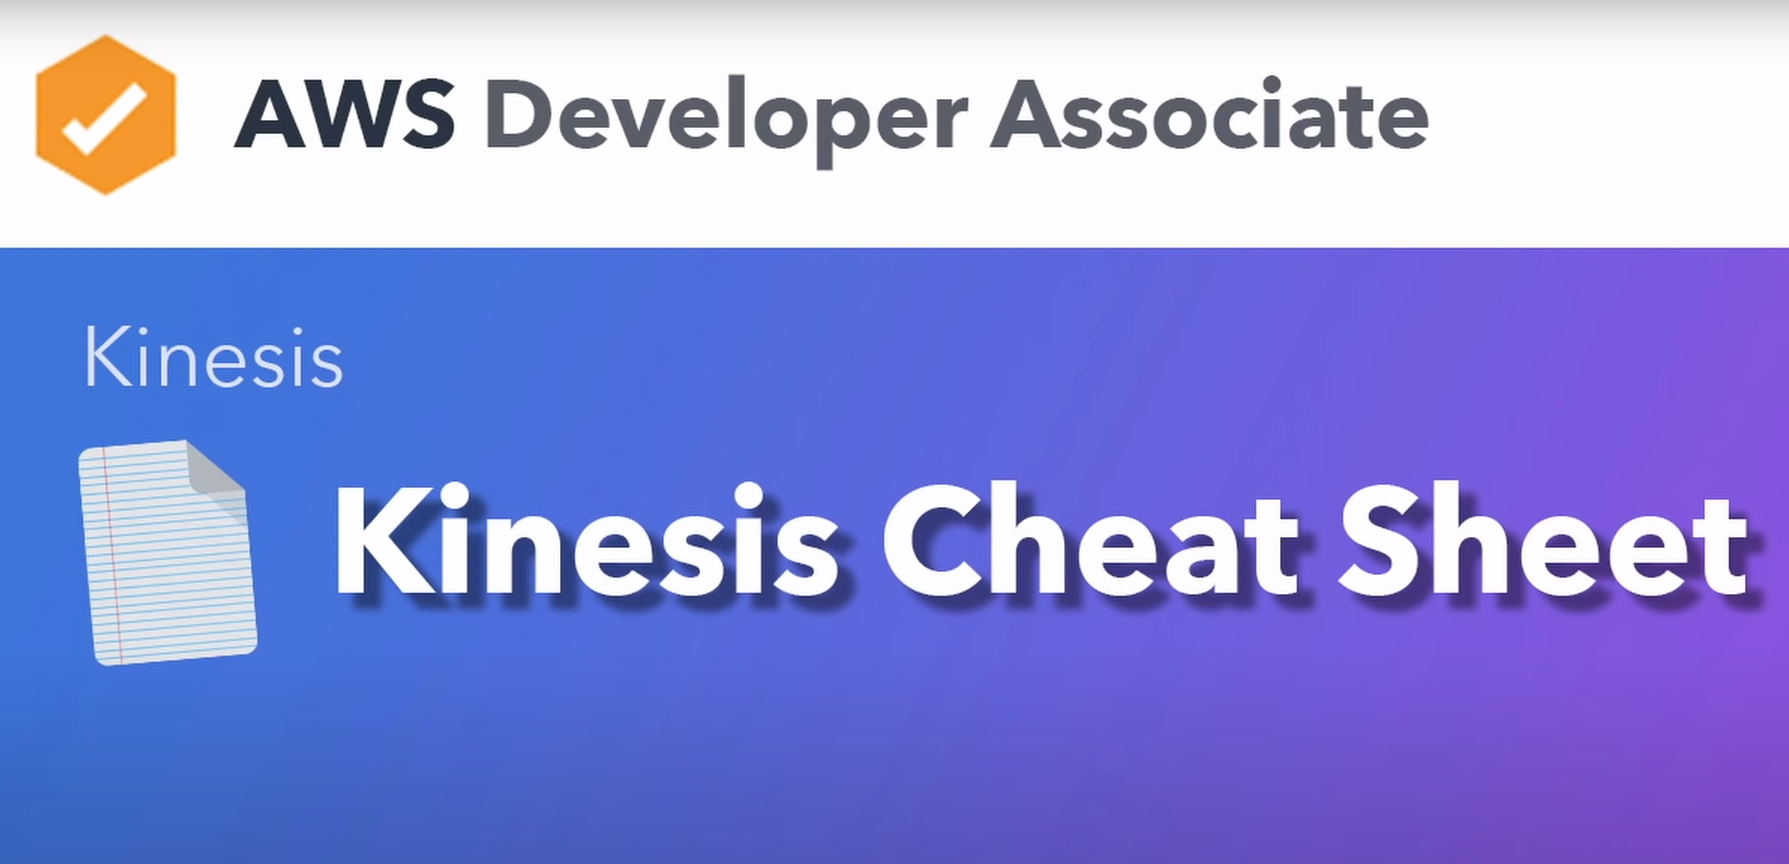 AWS Developer Associate
Kinesis
Kinesis Cheat Sheet